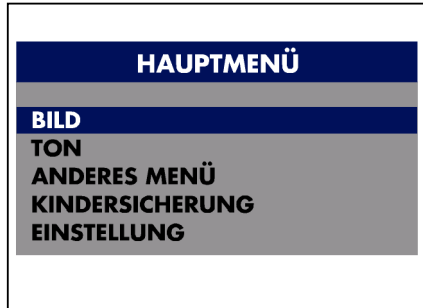 HAUPTMENÜ
BILD
TON
ANDERES MENÜ
KINDERSICHERUNG
EINSTELLUNG